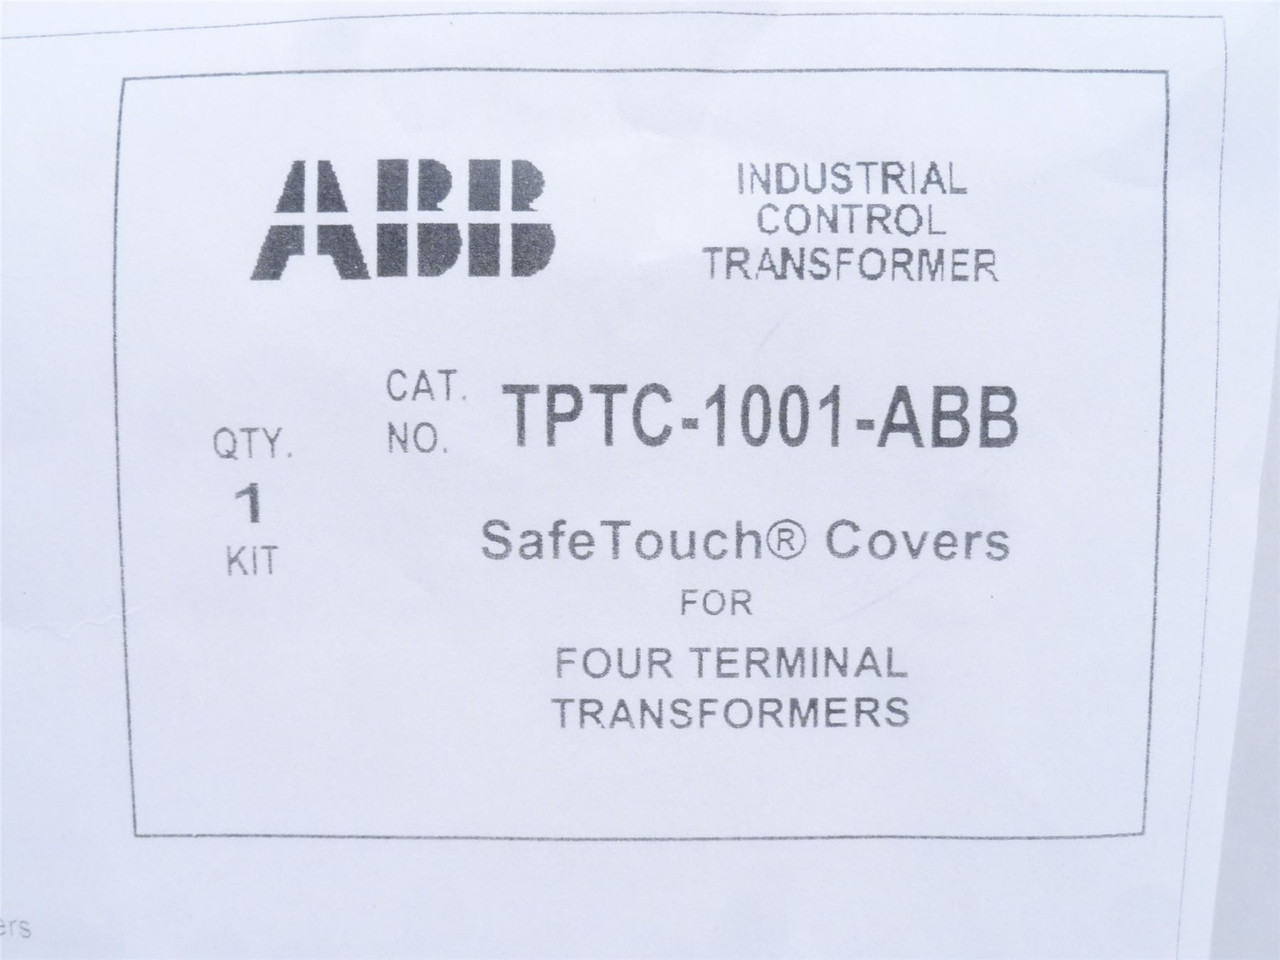 ABB
INDUSTRIAL
CONTROL
TRANSFORMER
CAT.
NO.
TPTC-1001-ABB
QTY.
1
KIT
SafeTouch® Covers
FOR
FOUR TERMINAL
TRANSFORMERS